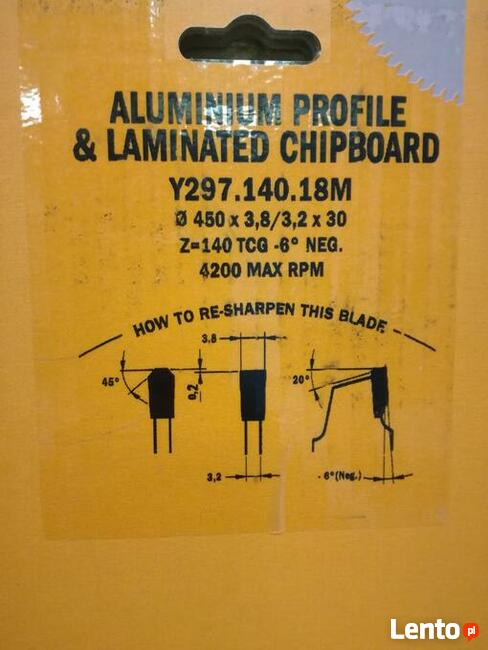 ALUMINIUM PROFILE
& LAMINATED CHIPBOARD
Y297.140.18M
Ø 450 x 3,8/3,2 x 30
Z=140 TCG -6° NEG.
4200 MAX RPM
HOW TO RE-SHARPEN THIS BLADE
3,8
45°
0,2
20°
3,2
6°(Neg.)
Lento pl